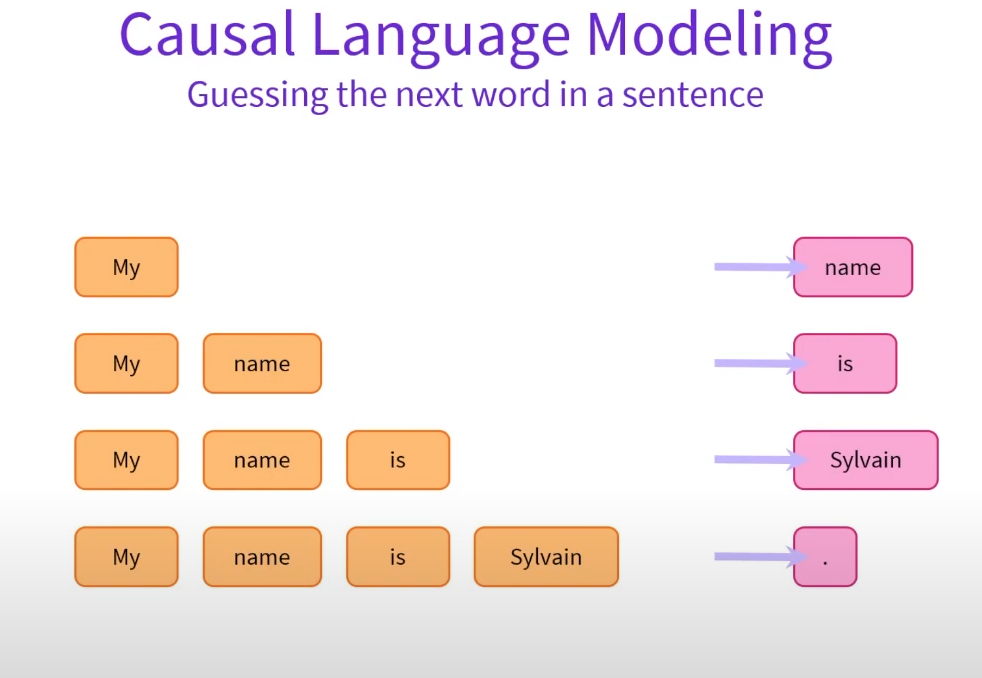 Causal Language Modeling
Guessing the next word in a sentence
My name
My name is
My name is Sylvain
My name is Sylvain .